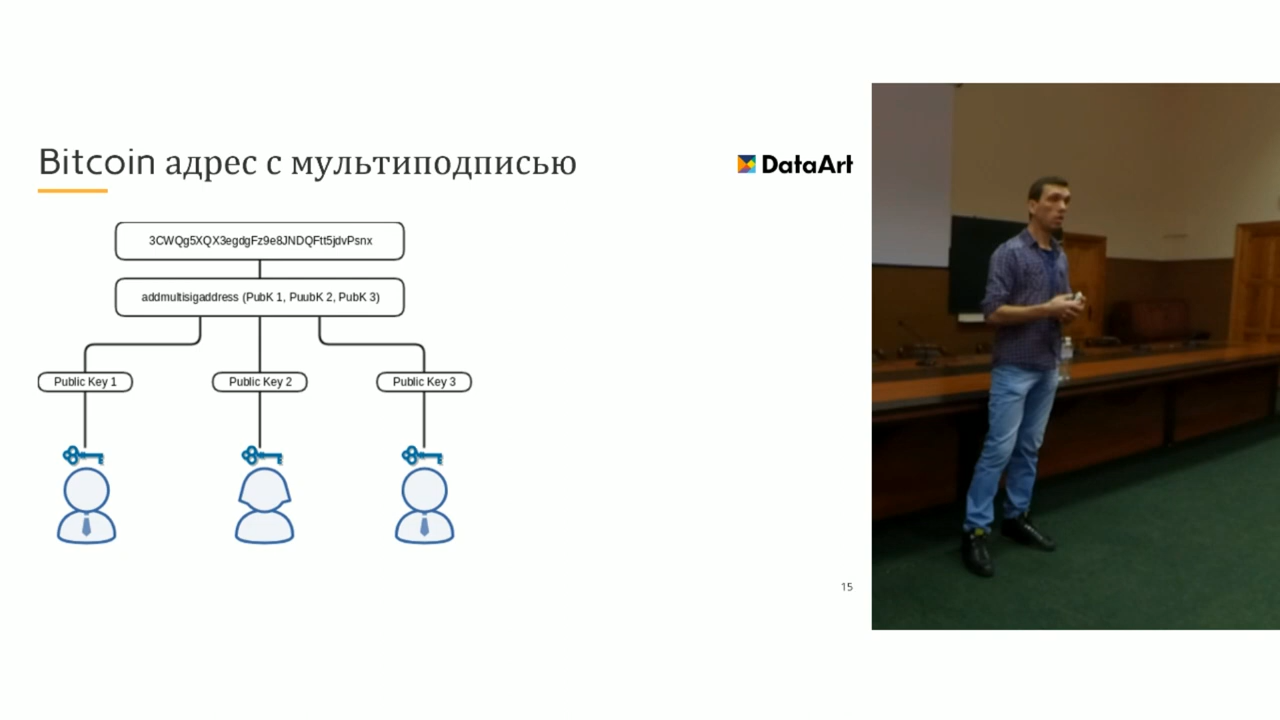 Bitcoin адрес с мультиподписью
DataArt
3CWQg5XQX3egdgFz9e8JNDQFtt5jdvPsnx
addmultisigaddress (PubK 1, PuubK 2, PubK 3)
Public Key 1
Public Key 2
Public Key 3
15